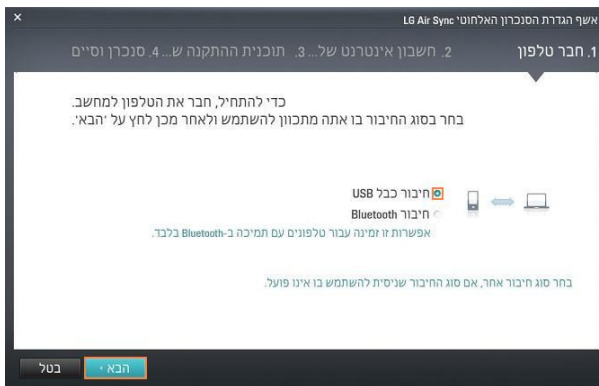 אשף הגדרת הסנכרון האלחוטי LG Air Sync
1. חבר טלפון 2. חשבון אינטרנט של... 3. תוכנית ההתקנה ש... 4. סנכרן וסיים
כדי להתחיל, חבר את הטלפון למחשב.
בחר בסוג החיבור בו אתה מתכוון להשתמש ולאחר מכן לחץ על 'הבא'.
חיבור כבל USB
חיבור Bluetooth
אפשרות זו זמינה עבור טלפונים עם תמיכה ב-Bluetooth בלבד.
בחר סוג חיבור אחר, אם סוג החיבור שניסית להשתמש בו אינו פועל.
הבא
בטל